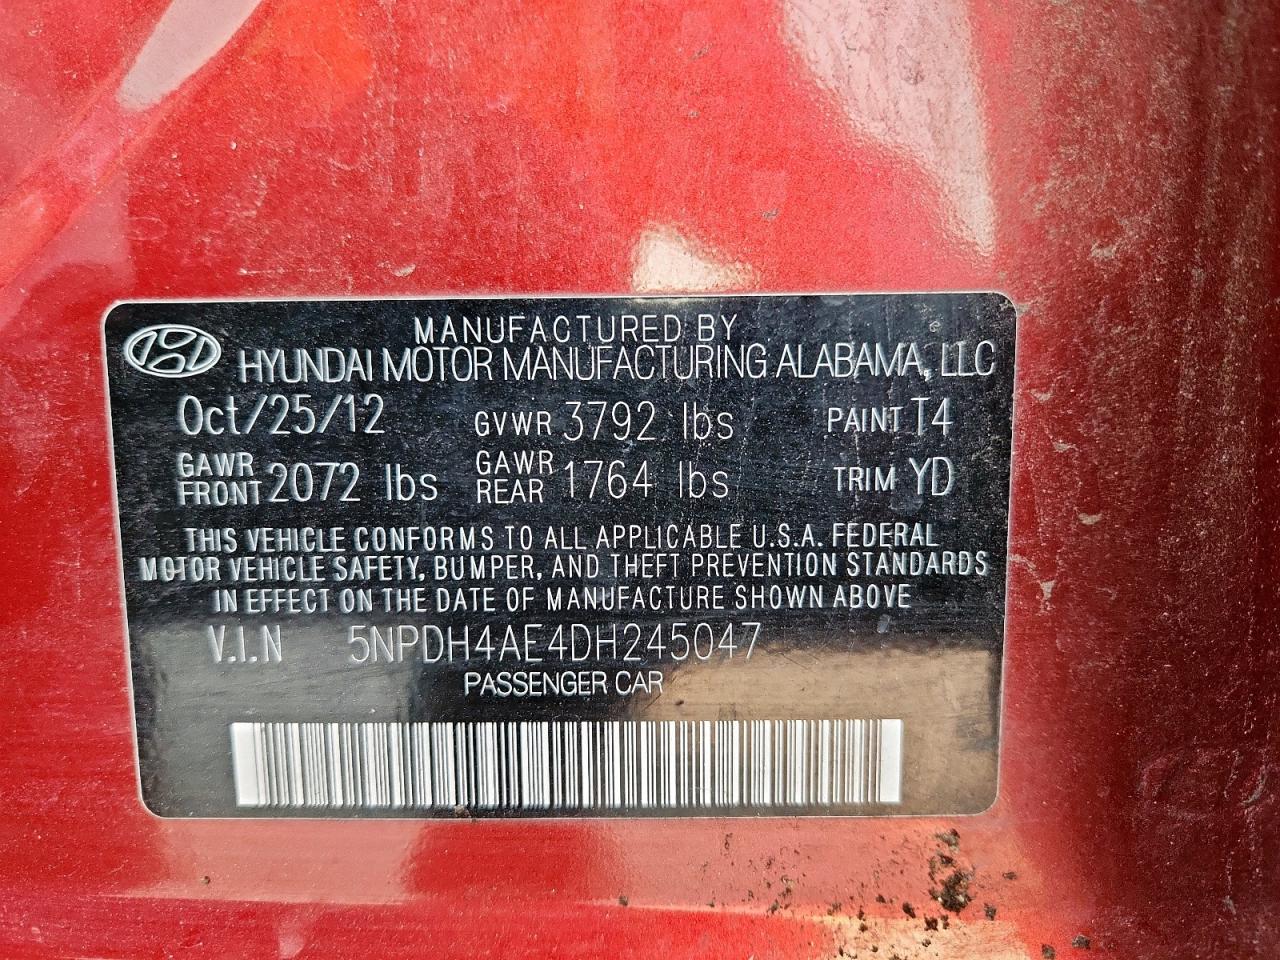 MANUFACTURED BY
HYUNDAI MOTOR MANUFACTURING ALABAMA, LLC
Oct/25/12 GVWR 3792 lbs PAINT T4
GAWR FRONT 2072 lbs GAWR REAR 1764 lbs TRIM YD
THIS VEHICLE CONFORMS TO ALL APPLICABLE U.S.A. FEDERAL
MOTOR VEHICLE SAFETY, BUMPER, AND THEFT PREVENTION STANDARDS
IN EFFECT ON THE DATE OF MANUFACTURE SHOWN ABOVE
V.I.N 5NPDH4AE4DH245047
PASSENGER CAR